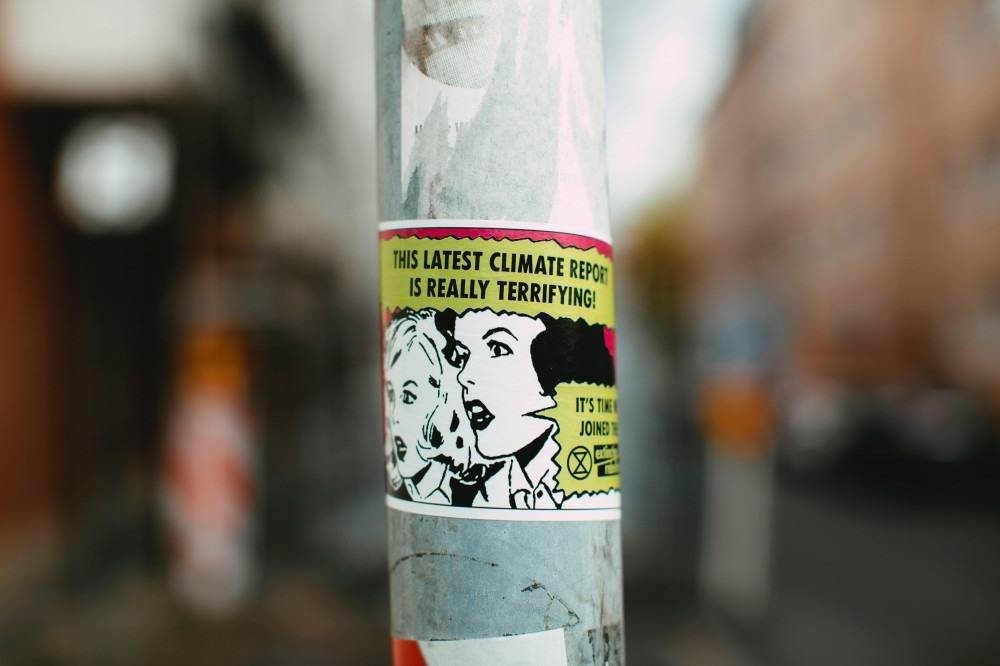 THIS LATEST CLIMATE REPORT
IS REALLY TERRIFYING!
IT'S TIME
JOINED